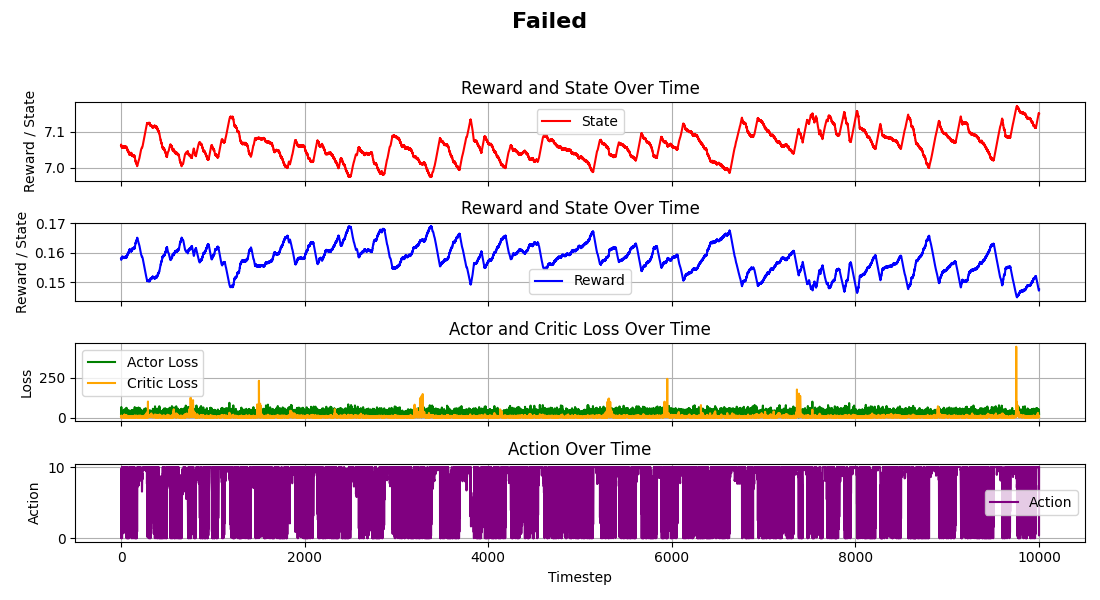 Failed
Reward and State Over Time
Reward / State
7.1
7.0
State
Reward and State Over Time
Reward / State
0.17
0.16
0.15
Reward
Actor and Critic Loss Over Time
Loss
250
0
Actor Loss
Critic Loss
Action Over Time
Action
10
0
Action
0 2000 4000 6000 8000 10000
Timestep